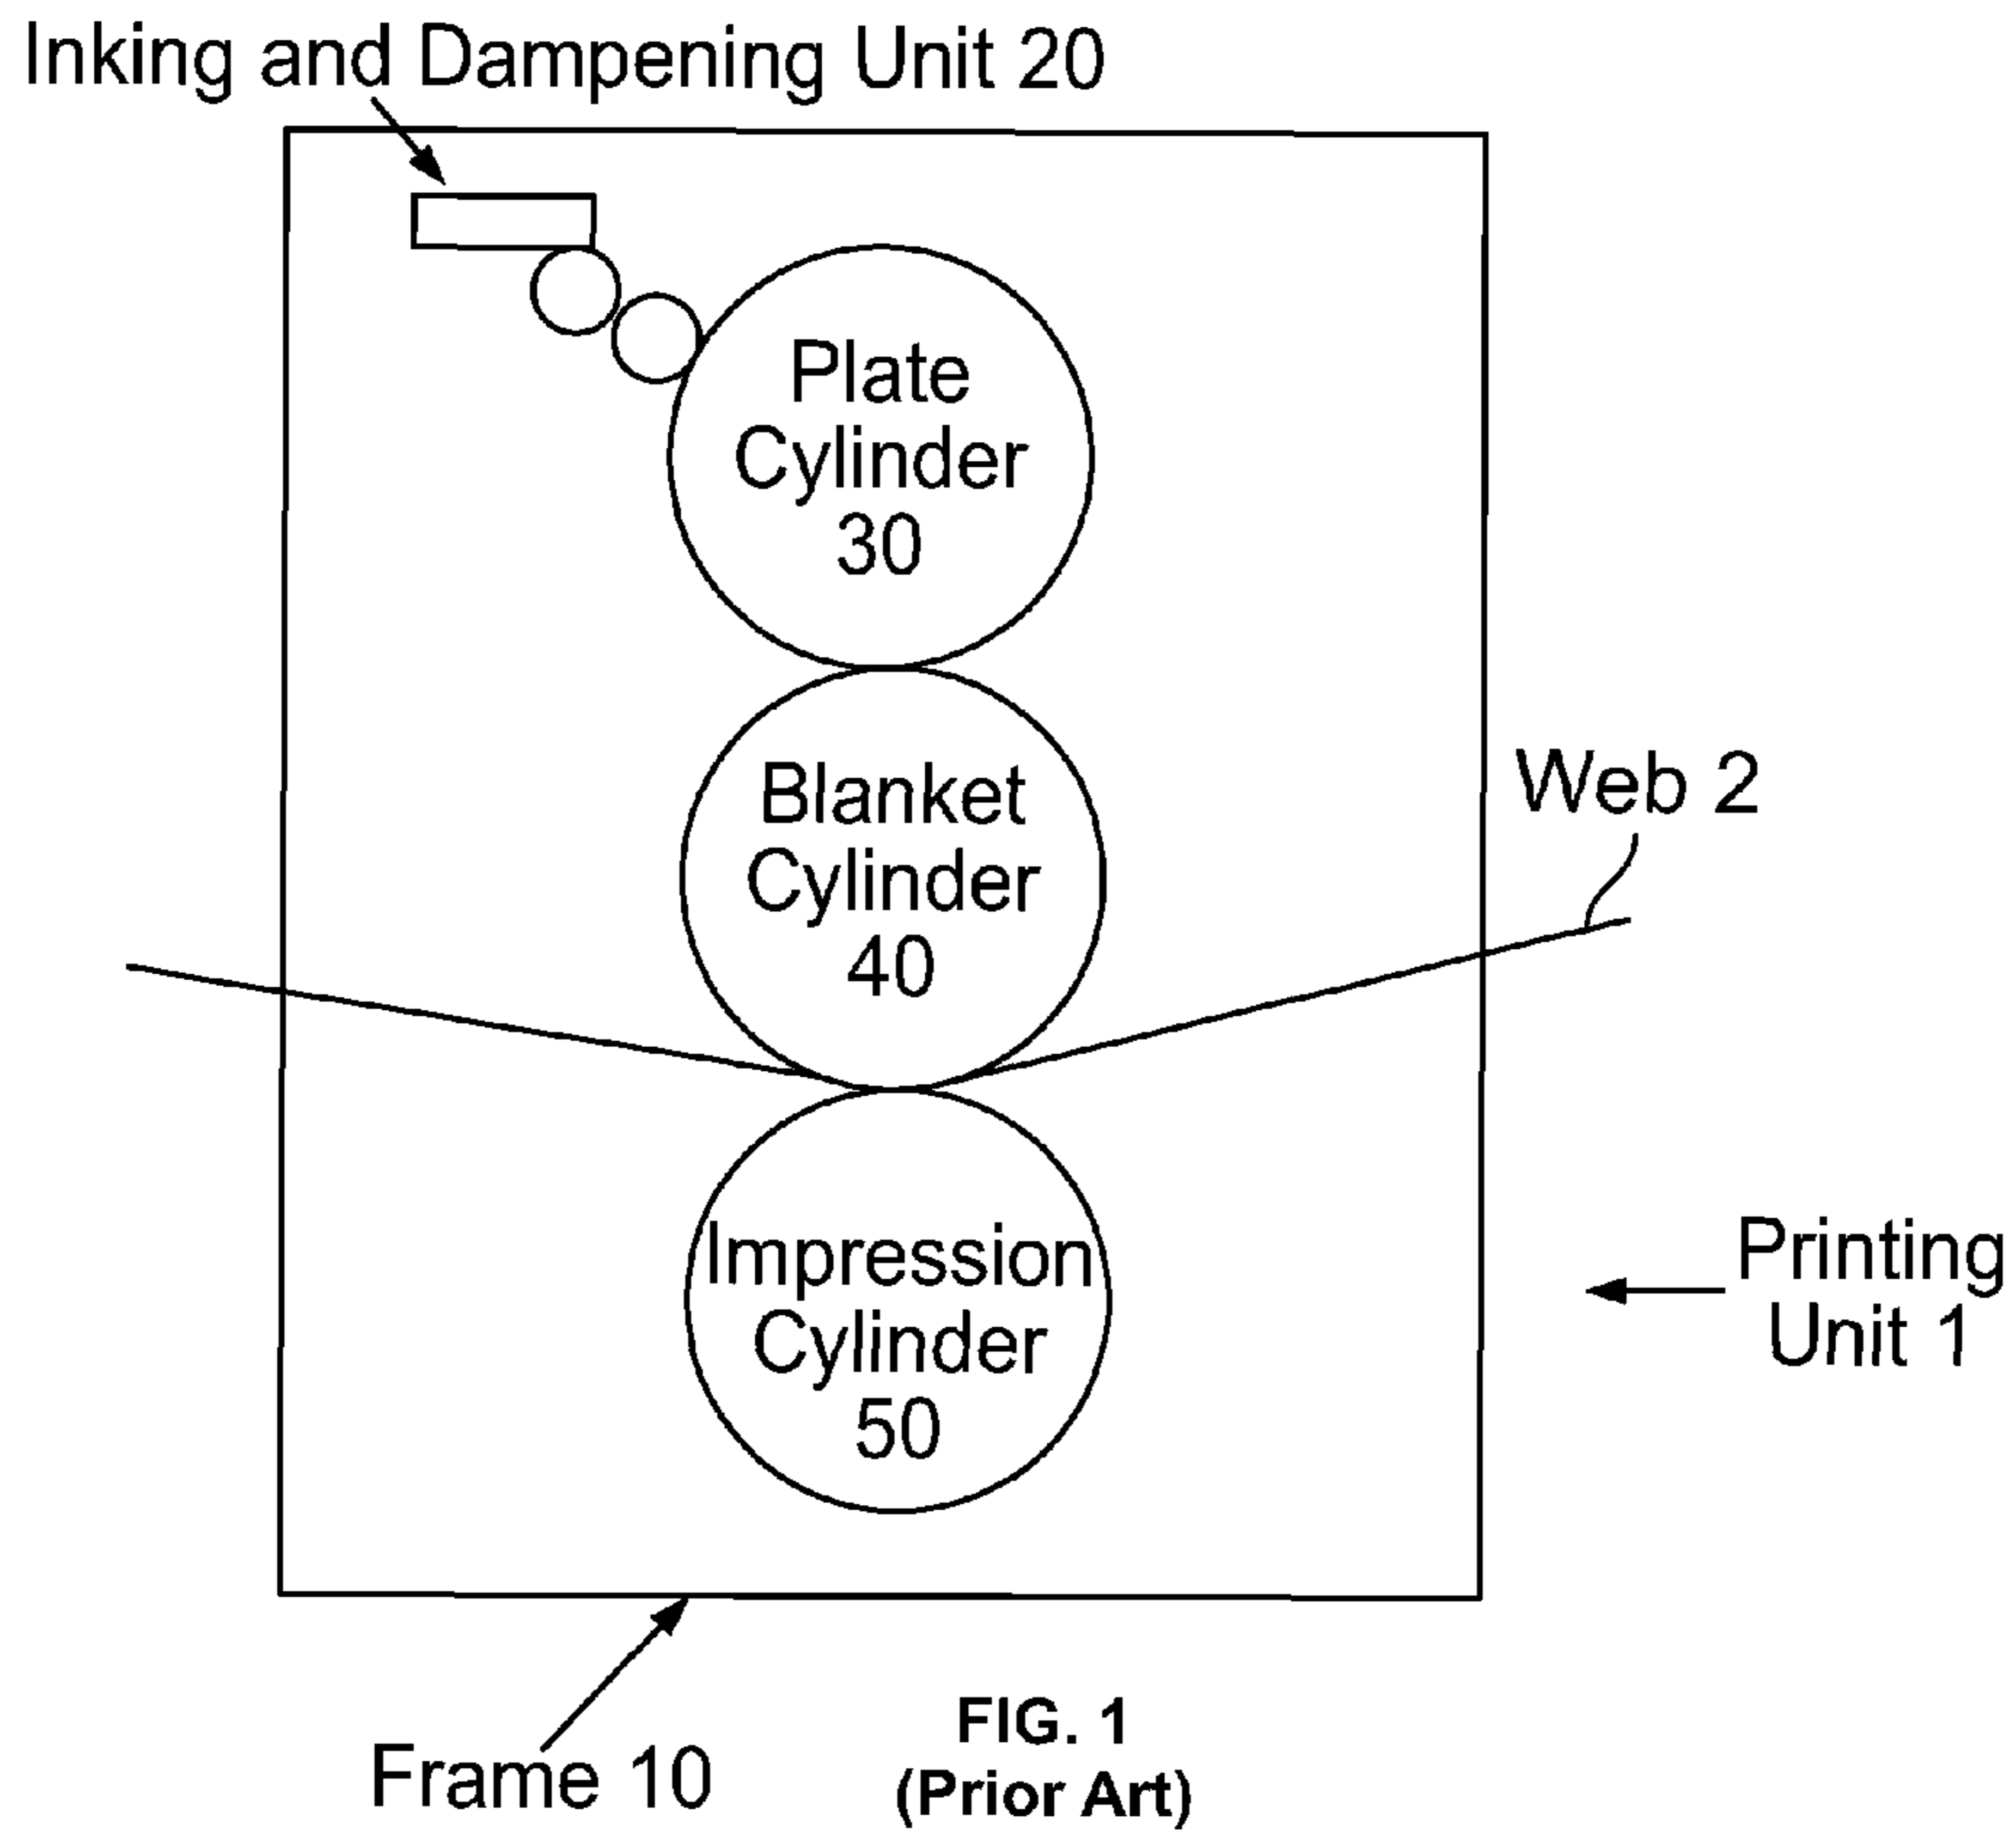 Inking and Dampening Unit 20
Plate
Cylinder
30
Blanket
Cylinder
40
Web 2
Impression
Cylinder
50
Printing
Unit 1
Frame 10
FIG. 1
(Prior Art)